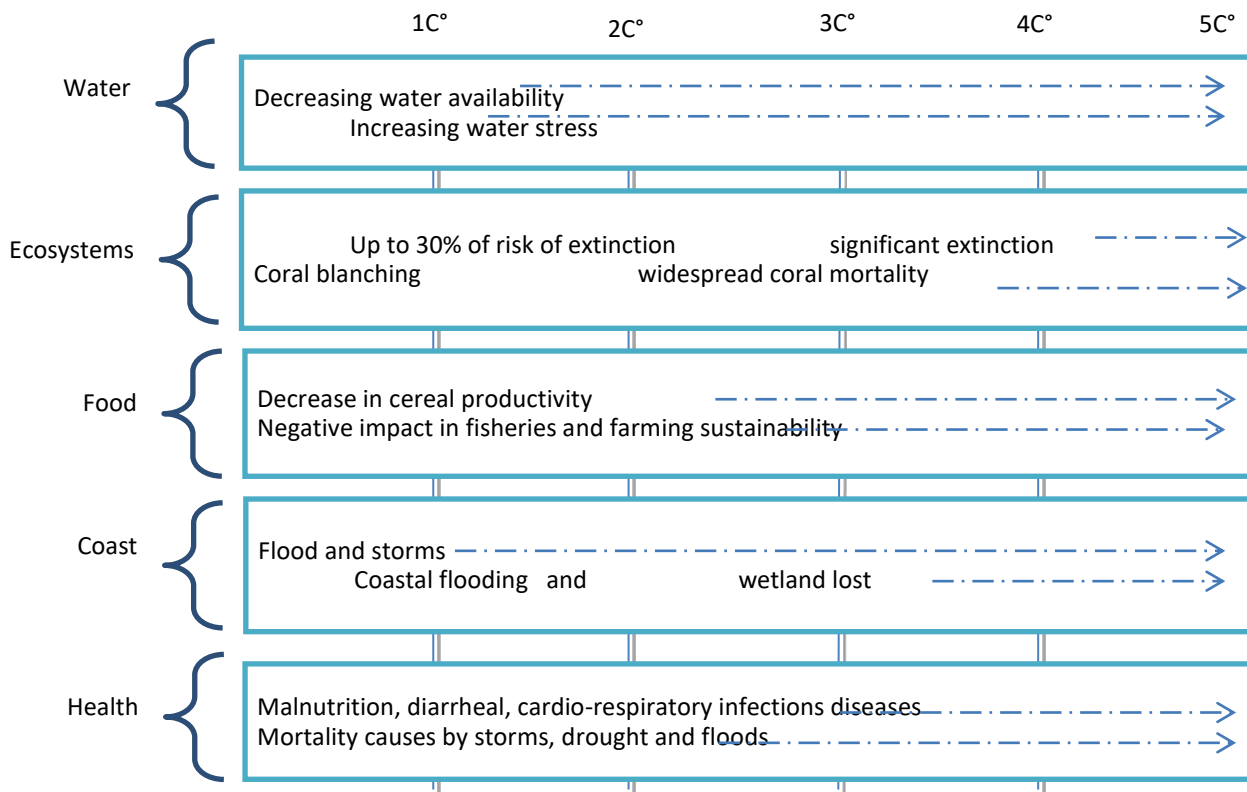 1C° 2C° 3C° 4C° 5C°
Water
Decreasing water availability
Increasing water stress
Ecosystems
Up to 30% of risk of extinction significant extinction
Coral blanching widespread coral mortality
Food
Decrease in cereal productivity
Negative impact in fisheries and farming sustainability
Coast
Flood and storms
Coastal flooding and wetland lost
Health
Malnutrition, diarrheal, cardio-respiratory infections diseases
Mortality causes by storms, drought and floods